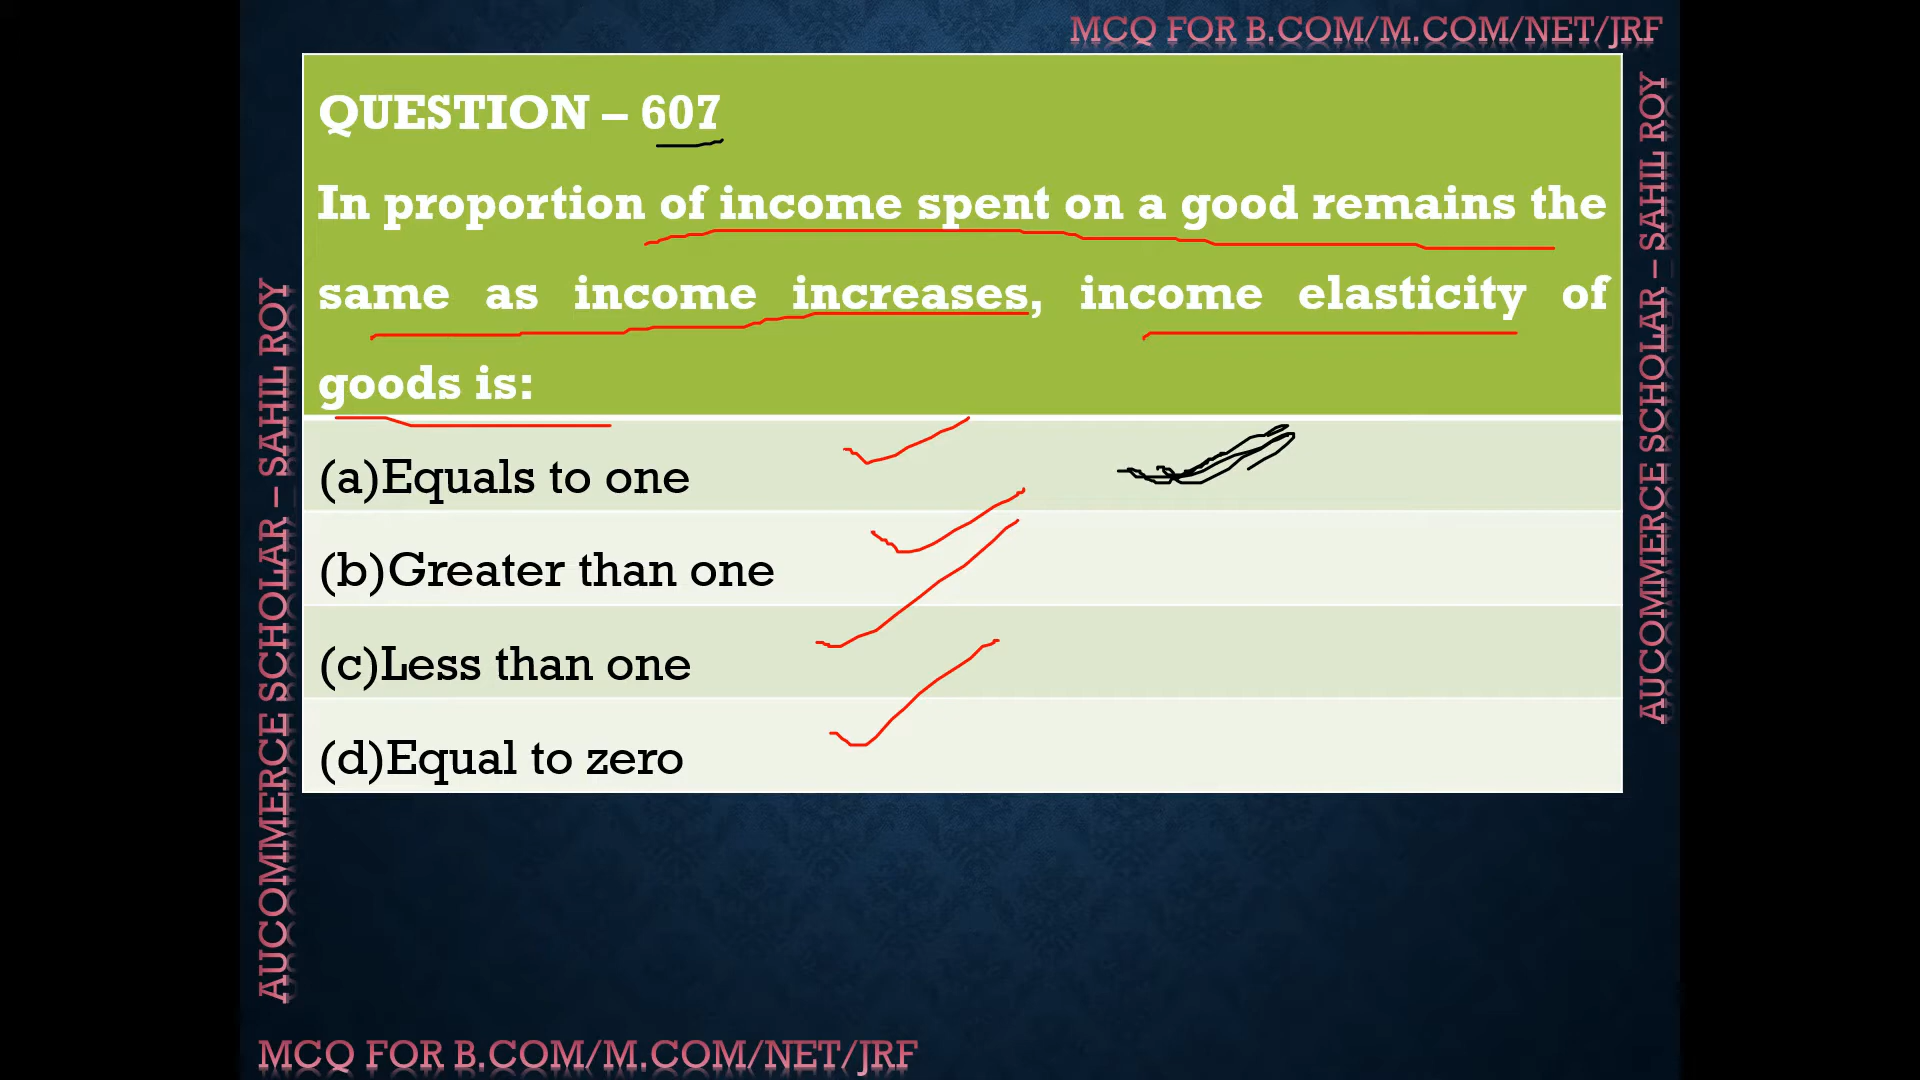 MCQ FOR B.COM/M.COM/NET/JRF
QUESTION – 607
In proportion of income spent on a good remains the
same as income increases, income elasticity of
goods is:
(a)Equals to one
(b)Greater than one
(c)Less than one
(d)Equal to zero
AUCOMMERCE SCHOLAR – SAHIL ROY
AUCOMMERCE SCHOLAR – SAHIL ROY
MCQ FOR B.COM/M.COM/NET/JRF